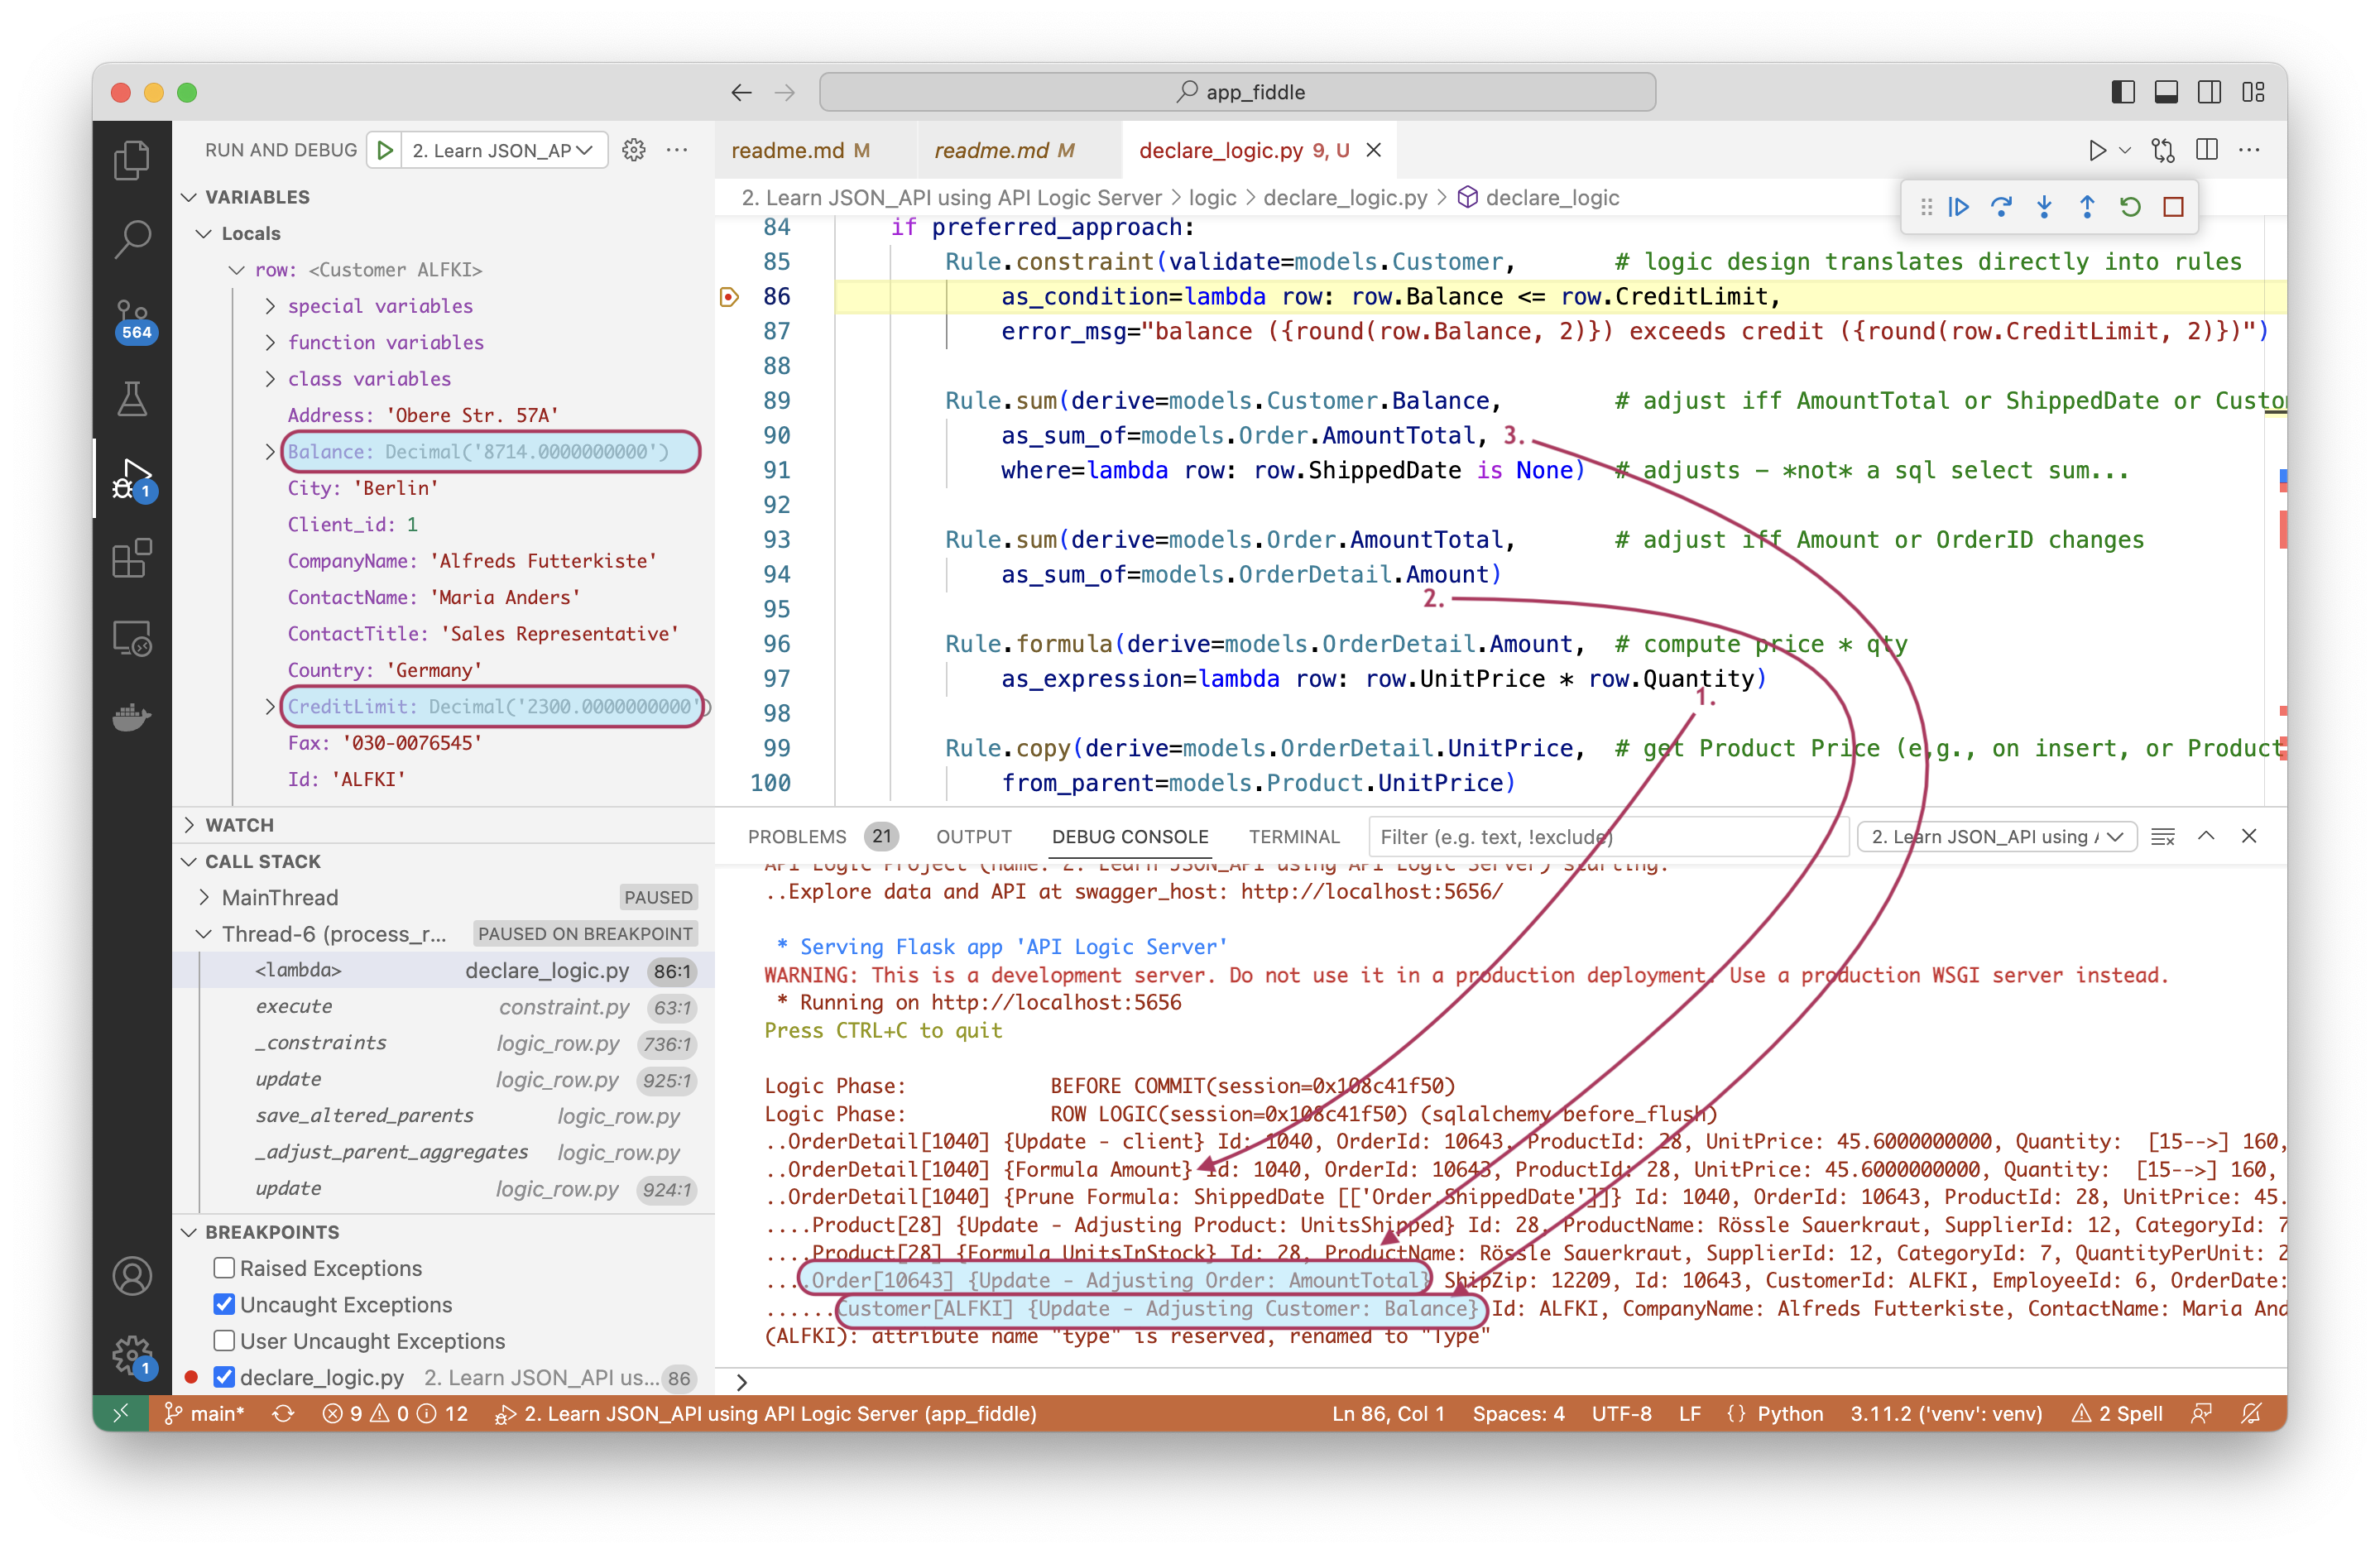 app_fiddle
RUN AND DEBUG 2. Learn JSON_AP
VARIABLES
Locals
row: <Customer ALFKI>
special variables
function variables
class variables
Address: 'Obere Str. 57A'
Balance: Decimal('8714.0000000000')
City: 'Berlin'
Client_id: 1
CompanyName: 'Alfreds Futterkiste'
ContactName: 'Maria Anders'
ContactTitle: 'Sales Representative'
Country: 'Germany'
CreditLimit: Decimal('2300.0000000000')
Fax: '030-0076545'
Id: 'ALFKI'
WATCH
CALL STACK
MainThread PAUSED
Thread-6 (process_r... PAUSED ON BREAKPOINT
<lambda> declare_logic.py 86:1
execute constraint.py 63:1
_constraints logic_row.py 736:1
update logic_row.py 925:1
save_altered_parents logic_row.py
_adjust_parent_aggregates logic_row.py
update logic_row.py 924:1
BREAKPOINTS
Raised Exceptions
Uncaught Exceptions
User Uncaught Exceptions
declare_logic.py 2. Learn JSON_API us... 86
564
1
1
readme.md M readme.md M declare_logic.py 9, U
2. Learn JSON_API using API Logic Server > logic > declare_logic.py > declare_logic
84 if preferred_approach:
85 Rule.constraint(validate=models.Customer, # logic design translates directly into rules
86 as_condition=lambda row: row.Balance <= row.CreditLimit,
87 error_msg="balance ({round(row.Balance, 2)}) exceeds credit ({round(row.CreditLimit, 2)})")
88
89 Rule.sum(derive=models.Customer.Balance, # adjust iff AmountTotal or ShippedDate or Custo
90 as_sum_of=models.Order.AmountTotal, 3.
91 where=lambda row: row.ShippedDate is None) # adjusts - *not* a sql select sum...
92
93 Rule.sum(derive=models.Order.AmountTotal, # adjust iff Amount or OrderID changes
94 as_sum_of=models.OrderDetail.Amount)
95 2.
96 Rule.formula(derive=models.OrderDetail.Amount, # compute price * qty
97 as_expression=lambda row: row.UnitPrice * row.Quantity)
98 1.
99 Rule.copy(derive=models.OrderDetail.UnitPrice, # get Product Price (e,g., on insert, or Product
100 from_parent=models.Product.UnitPrice)
PROBLEMS 21 OUTPUT DEBUG CONSOLE TERMINAL Filter (e.g. text, !exclude) 2. Learn JSON_API using A
API Logic Project (name: 2. Learn JSON_API using API Logic Server) starting.
..Explore data and API at swagger_host: http://localhost:5656/
* Serving Flask app 'API Logic Server'
WARNING: This is a development server. Do not use it in a production deployment. Use a production WSGI server instead.
* Running on http://localhost:5656
Press CTRL+C to quit
Logic Phase: BEFORE COMMIT(session=0x108c41f50)
Logic Phase: ROW LOGIC(session=0x108c41f50) (sqlalchemy before_flush)
..OrderDetail[1040] {Update - client} Id: 1040, OrderId: 10643, ProductId: 28, UnitPrice: 45.6000000000, Quantity: [15-->] 160,
..OrderDetail[1040] {Formula Amount} Id: 1040, OrderId: 10643, ProductId: 28, UnitPrice: 45.6000000000, Quantity: [15-->] 160,
..OrderDetail[1040] {Prune Formula: ShippedDate [['Order.ShippedDate']]} Id: 1040, OrderId: 10643, ProductId: 28, UnitPrice: 45.
....Product[28] {Update - Adjusting Product: UnitsShipped} Id: 28, ProductName: Rössle Sauerkraut, SupplierId: 12, CategoryId: 7
....Product[28] {Formula UnitsInStock} Id: 28, ProductName: Rössle Sauerkraut, SupplierId: 12, CategoryId: 7, QuantityPerUnit: 2
....Order[10643] {Update - Adjusting Order: AmountTotal} ShipZip: 12209, Id: 10643, CustomerId: ALFKI, EmployeeId: 6, OrderDate:
......Customer[ALFKI] {Update - Adjusting Customer: Balance} Id: ALFKI, CompanyName: Alfreds Futterkiste, ContactName: Maria And
(ALFKI): attribute name "type" is reserved, renamed to "Type"
>
main* 9 0 12 2. Learn JSON_API using API Logic Server (app_fiddle) Ln 86, Col 1 Spaces: 4 UTF-8 LF {} Python 3.11.2 ('venv': venv) 2 Spell